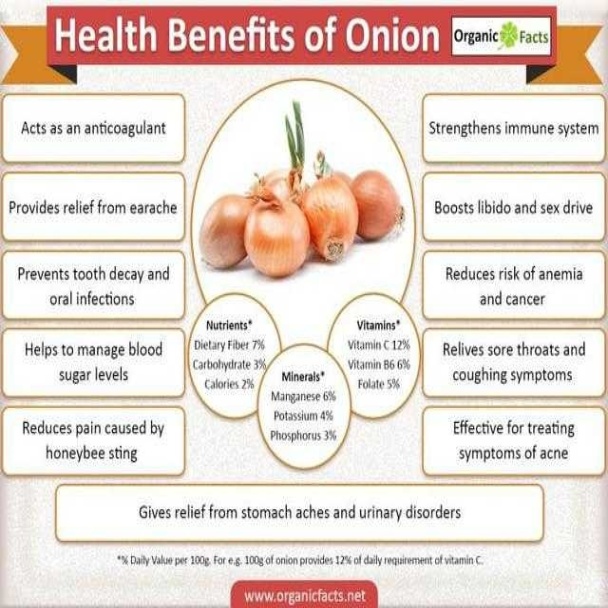 Health Benefits of Onion
Organic Facts
Acts as an anticoagulant
Provides relief from earache
Prevents tooth decay and
oral infections
Helps to manage blood
sugar levels
Reduces pain caused by
honeybee sting
Strengthens immune system
Boosts libido and sex drive
Reduces risk of anemia
and cancer
Relives sore throats and
coughing symptoms
Effective for treating
symptoms of acne
Nutrients*
Dietary Fiber 7%
Carbohydrate 3%
Calories 2%
Minerals*
Manganese 6%
Potassium 4%
Phosphorus 3%
Vitamins*
Vitamin C 12%
Vitamin B6 6%
Folate 5%
Gives relief from stomach aches and urinary disorders
*% Daily Value per 100g. For e.g. 100g of onion provides 12% of daily requirement of vitamin C.
www.organicfacts.net